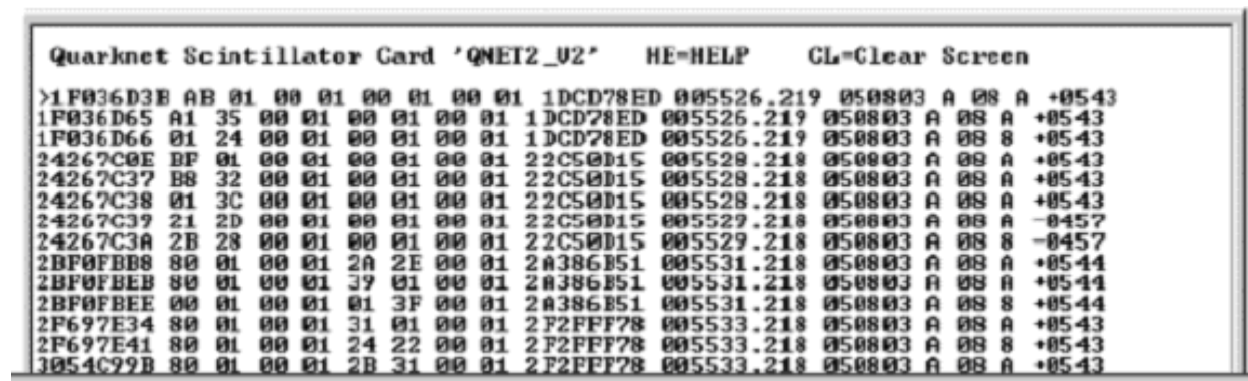 Quarknet Scintillator Card 'QNET2_V2' HE=HELP CL=Clear Screen
>1F036D3B AB 01 00 01 00 01 00 01 1DCD78ED 005526.219 050803 A 08 A +0543
1F036D65 A1 35 00 01 00 01 00 01 1DCD78ED 005526.219 050803 A 08 A +0543
1F036D66 01 24 00 01 00 01 00 01 1DCD78ED 005526.219 050803 A 08 8 +0543
24267C0E BF 01 00 01 00 01 00 01 22C50D15 005528.218 050803 A 08 A +0543
24267C37 B8 32 00 01 00 01 00 01 22C50D15 005528.218 050803 A 08 A +0543
24267C38 01 3C 00 01 00 01 00 01 22C50D15 005528.218 050803 A 08 A +0543
24267C39 21 2D 00 01 00 01 00 01 22C50D15 005529.218 050803 A 08 A -0457
24267C3A 2B 28 00 01 00 01 00 01 22C50D15 005529.218 050803 A 08 8 -0457
2BF0FBB8 80 01 00 01 2A 2E 00 01 2A386B51 005531.218 050803 A 08 A +0544
2BF0FBEB 80 01 00 01 39 01 00 01 2A386B51 005531.218 050803 A 08 A +0544
2BF0FBEE 00 01 00 01 01 3F 00 01 2A386B51 005531.218 050803 A 08 8 +0544
2F697E34 80 01 00 01 31 01 00 01 2F2FFF78 005533.218 050803 A 08 A +0543
2F697E41 80 01 00 01 24 22 00 01 2F2FFF78 005533.218 050803 A 08 8 +0543
3054C99B 80 01 00 01 2B 31 00 01 2F2FFF78 005533.218 050803 A 08 A +0543